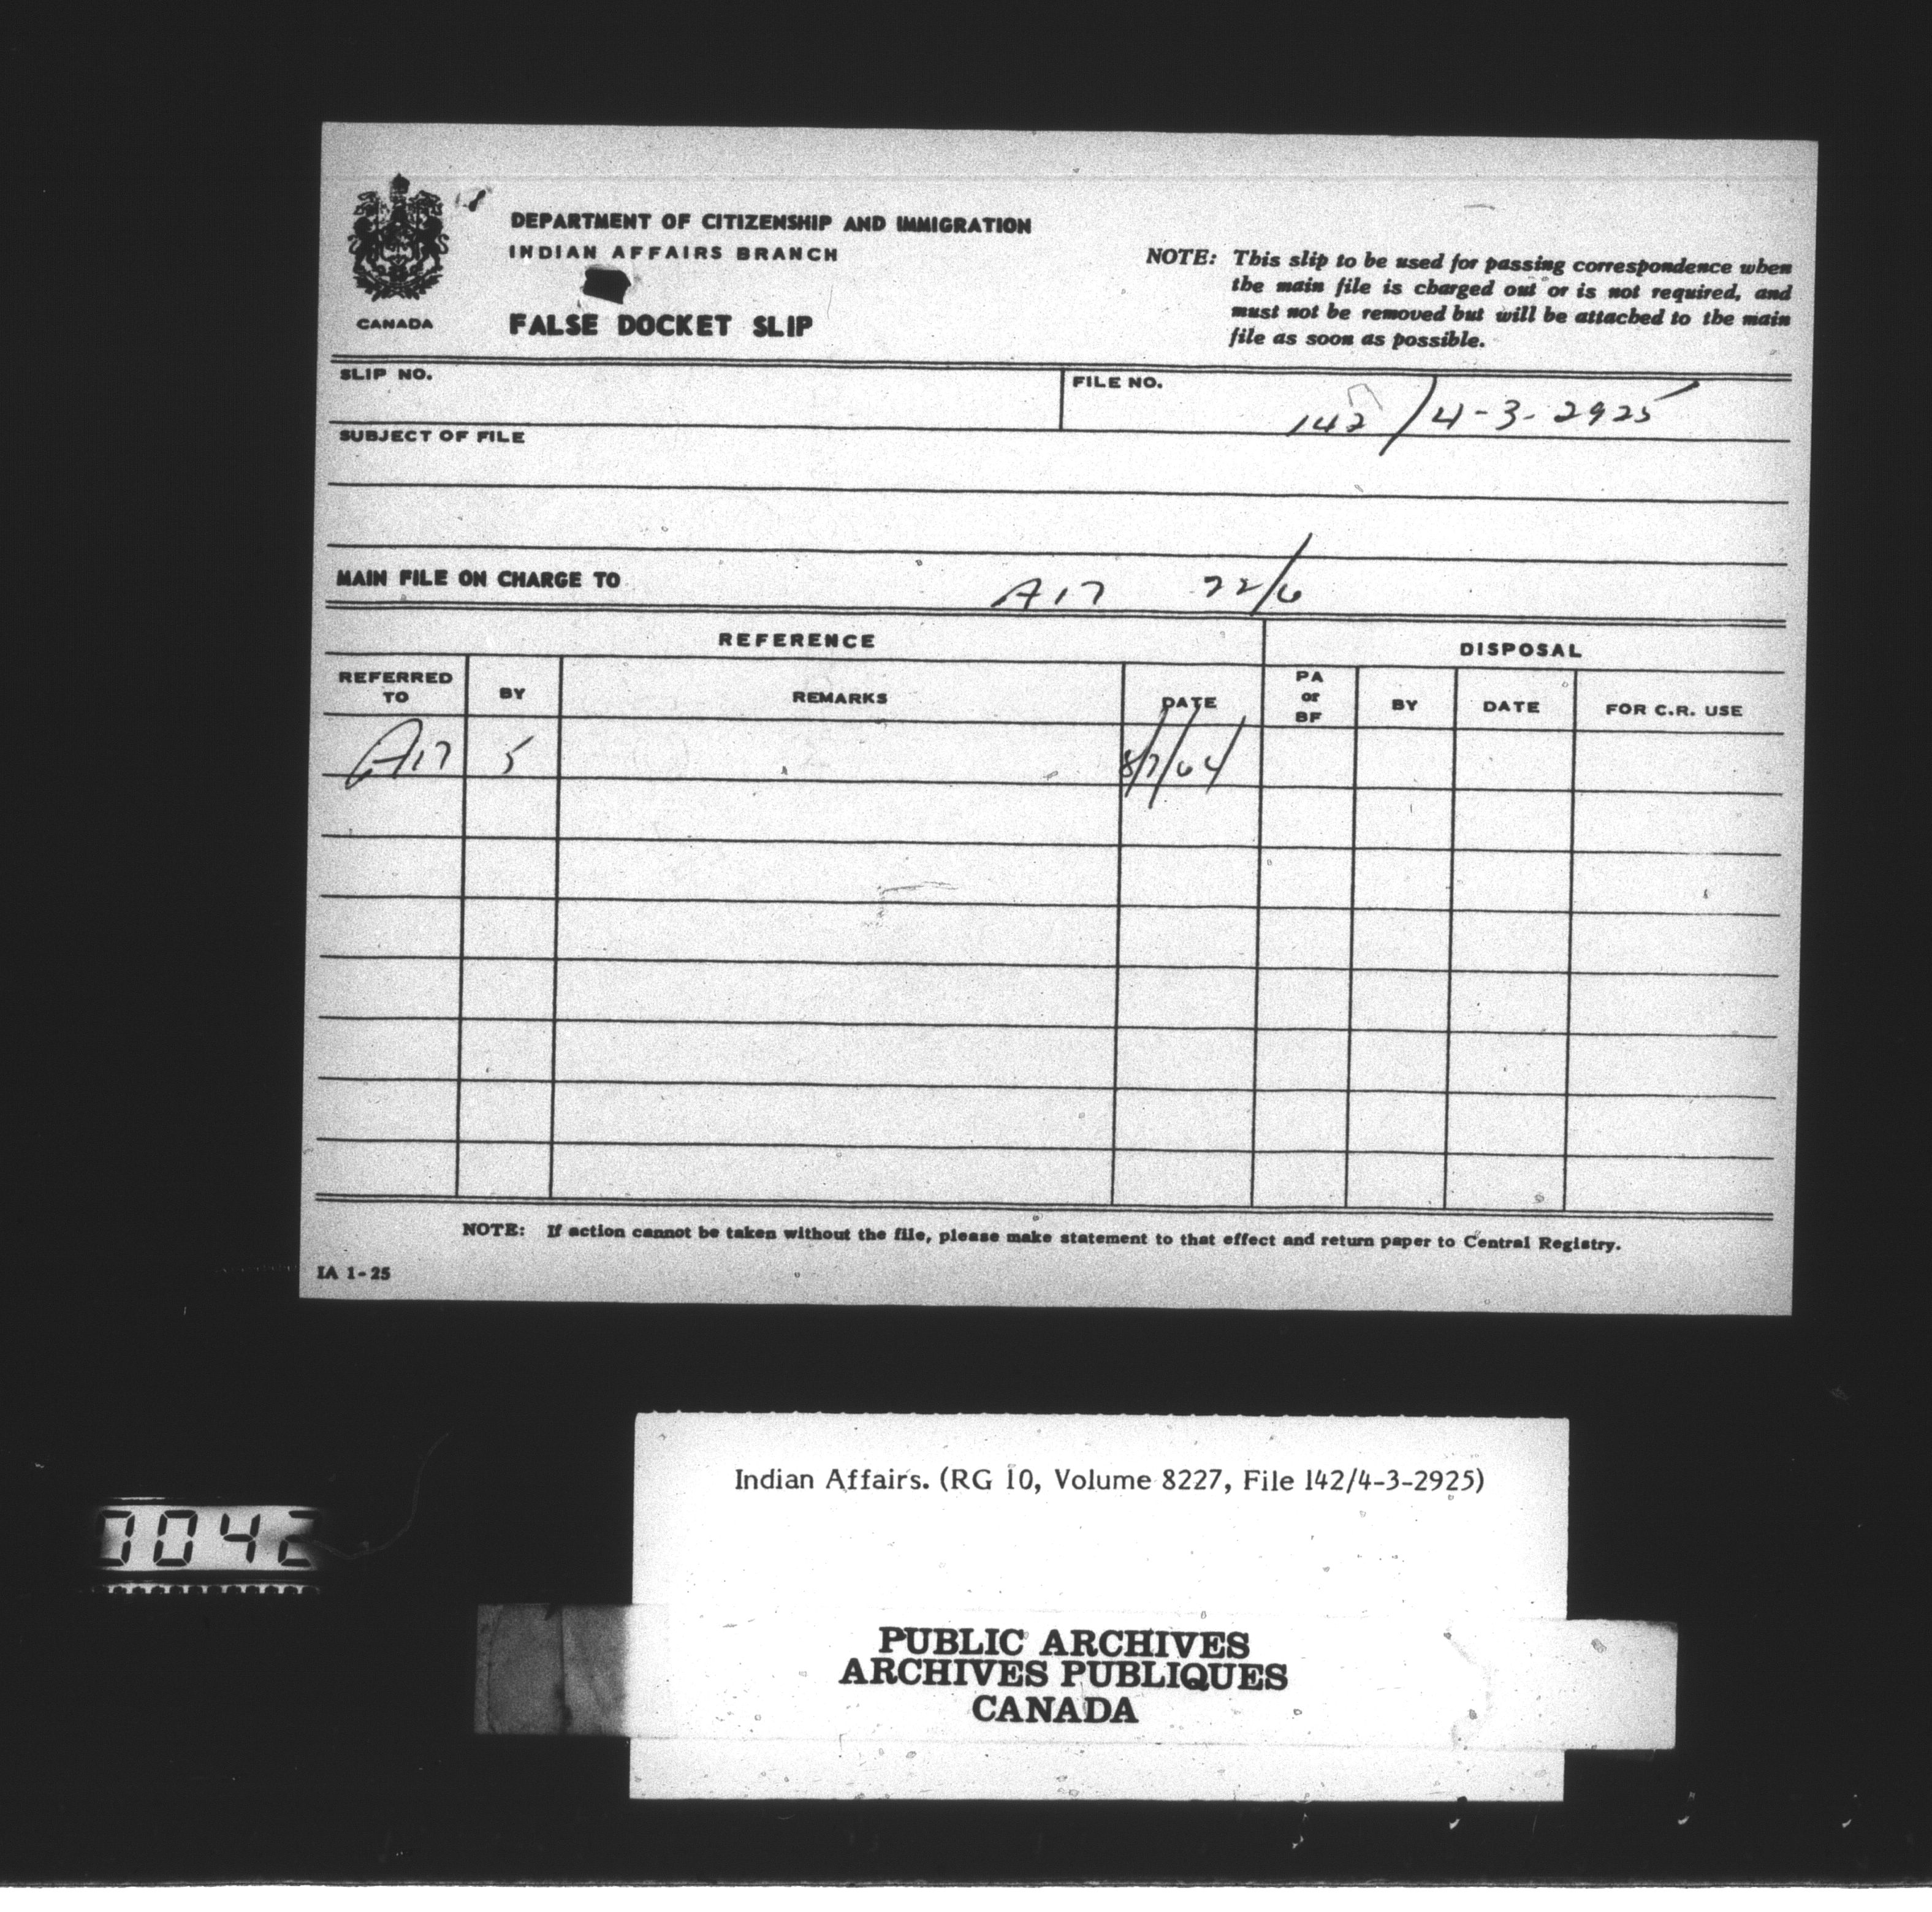 DEPARTMENT OF CITIZENSHIP AND IMMIGRATION
INDIAN AFFAIRS BRANCH
CANADA
FALSE DOCKET SLIP
NOTE: This slip to be used for passing correspondence when
the main file is charged out or is not required, and
must not be removed but will be attached to the main
file as soon as possible.
SLIP NO.
FILE NO. 142/4-3-2925
SUBJECT OF FILE
MAIN FILE ON CHARGE TO A17 22/6
REFERENCE DISPOSAL
REFERRED TO BY REMARKS DATE PA or BF BY DATE FOR C.R. USE
A17 5 8/7/64
NOTE: If action cannot be taken without the file, please make statement to that effect and return paper to Central Registry.
IA 1-25
Indian Affairs. (RG 10, Volume 8227, File 142/4-3-2925)
PUBLIC ARCHIVES
ARCHIVES PUBLIQUES
CANADA